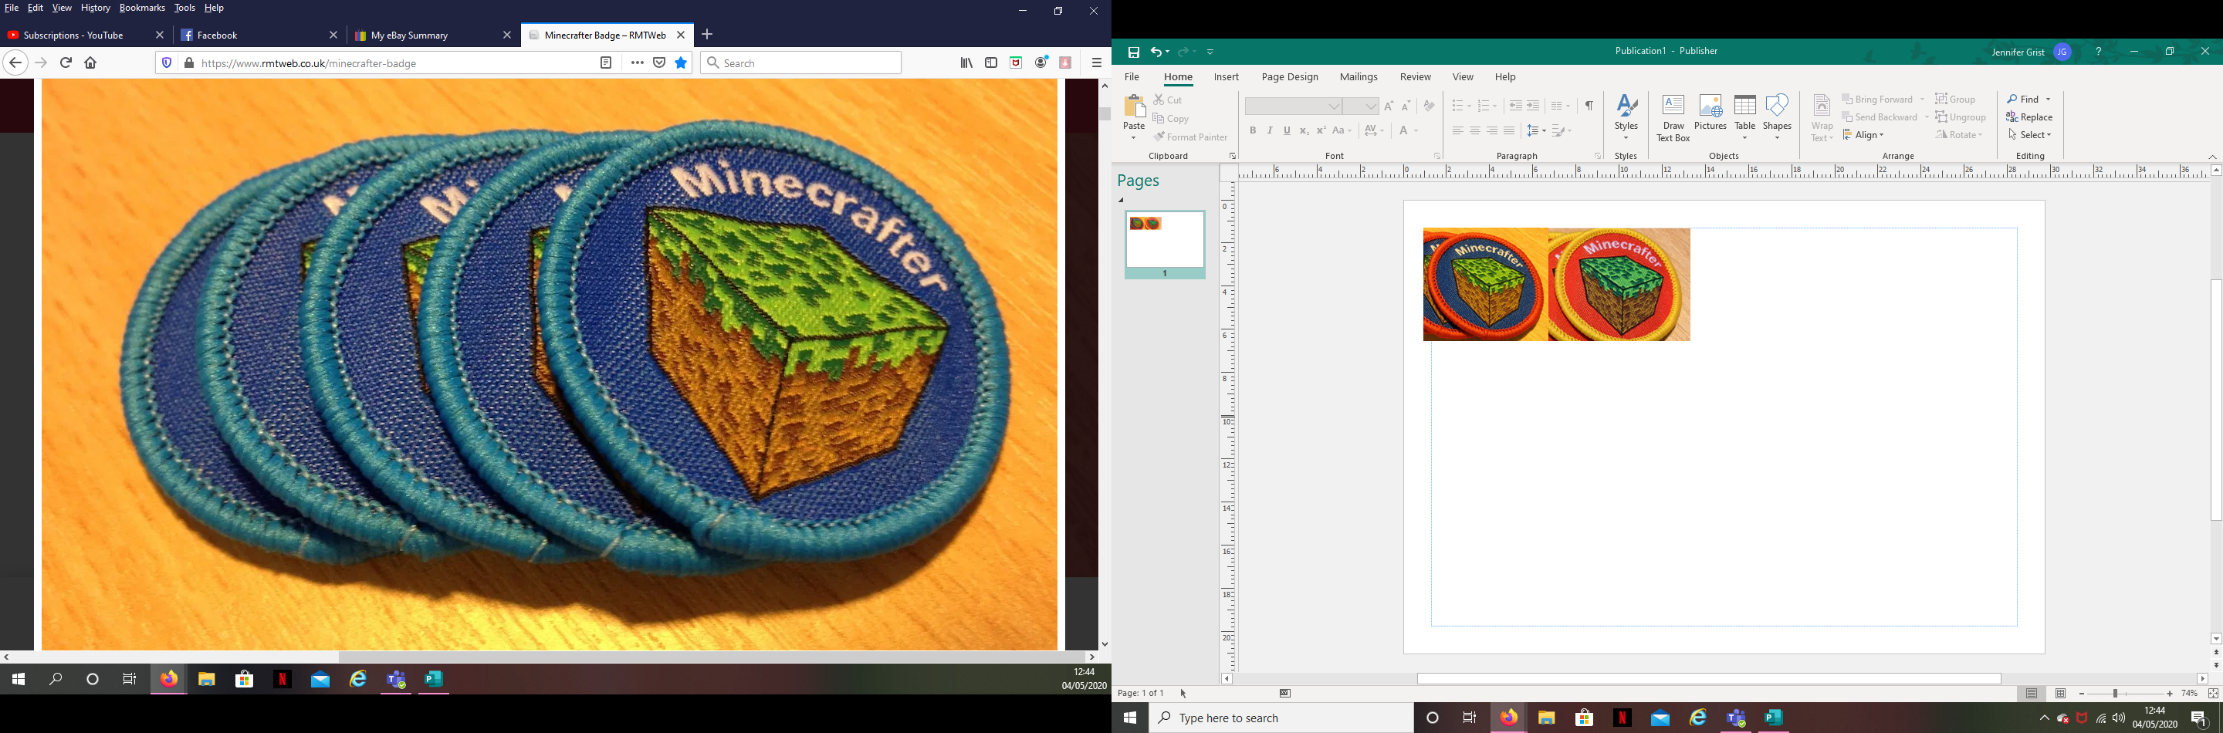 File Edit View History Bookmarks Tools Help
Subscriptions - YouTube
Facebook
My eBay Summary
Minecrafter Badge – RMTWeb
https://www.rmtweb.co.uk/minecrafter-badge
Search
Minecrafter
12:44
04/05/2020
Publication1 - Publisher
Jennifer Grist
JG
File Home Insert Page Design Mailings Review View Help
Paste
Cut
Copy
Format Painter
Clipboard
Font
Paragraph
Styles
Styles
Draw
Text Box
Pictures
Table
Shapes
Objects
Wrap
Text
Bring Forward
Send Backward
Align
Group
Ungroup
Rotate
Arrange
Find
Replace
Select
Editing
Pages
1
Minecrafter
Minecrafter
Page: 1 of 1
74%
Type here to search
12:44
04/05/2020